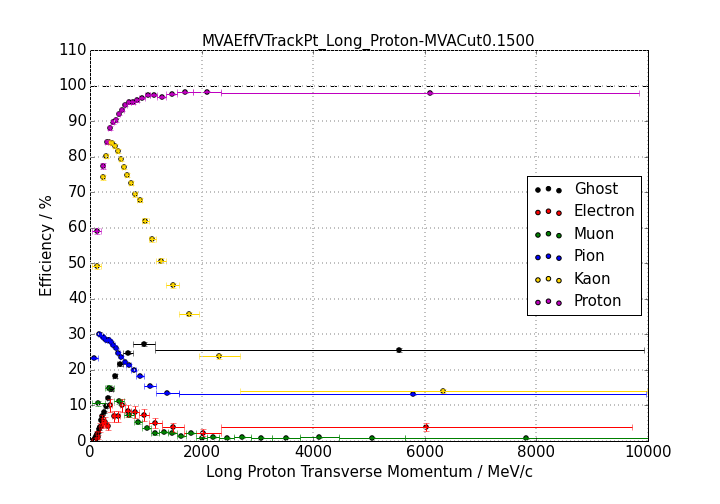 MVAEffVTrackPt_Long_Proton-MVACut0.1500
Efficiency / %
110
100
90
80
70
60
50
40
30
20
10
0
Ghost
Electron
Muon
Pion
Kaon
Proton
0 2000 4000 6000 8000 10000
Long Proton Transverse Momentum / MeV/c